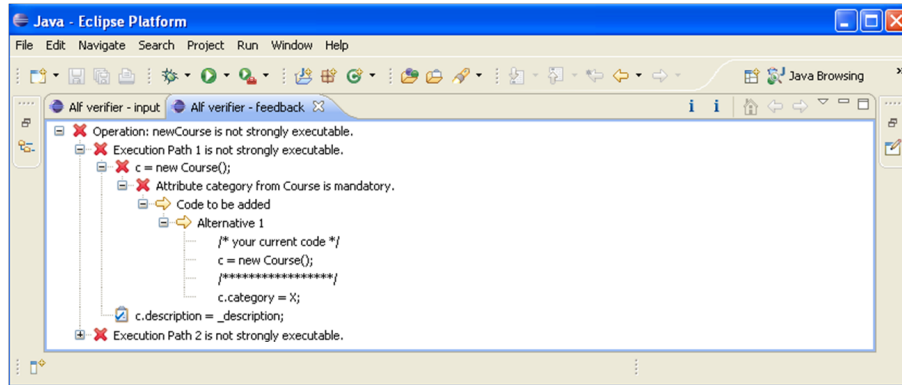 Java - Eclipse Platform
File Edit Navigate Search Project Run Window Help
Java Browsing
Alf verifier - input Alf verifier - feedback
Operation: newCourse is not strongly executable.
Execution Path 1 is not strongly executable.
c = new Course();
Attribute category from Course is mandatory.
Code to be added
Alternative 1
/* your current code */
c = new Course();
/*****************/
c.category = X;
c.description = _description;
Execution Path 2 is not strongly executable.